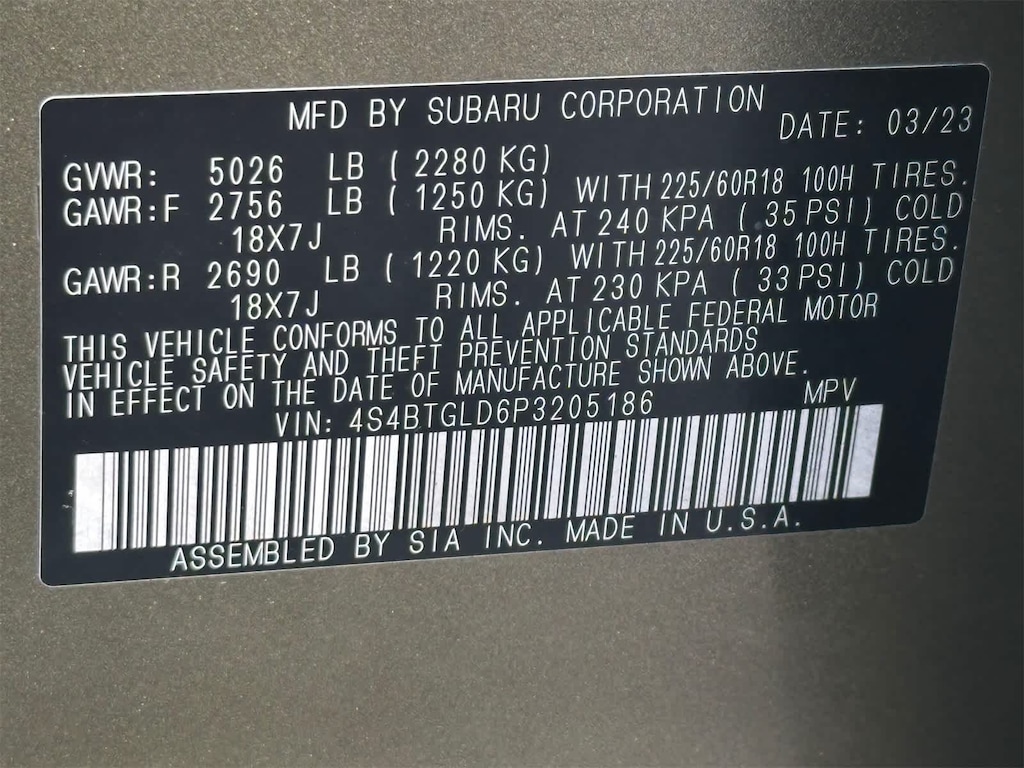 MFD BY SUBARU CORPORATION
DATE: 03/23
GVWR: 5026 LB ( 2280 KG)
GAWR:F 2756 LB ( 1250 KG) WITH 225/60R18 100H TIRES.
18X7J RIMS. AT 240 KPA ( 35 PSI) COLD
GAWR:R 2690 LB ( 1220 KG) WITH 225/60R18 100H TIRES.
18X7J RIMS. AT 230 KPA ( 33 PSI) COLD
THIS VEHICLE CONFORMS TO ALL APPLICABLE FEDERAL MOTOR
VEHICLE SAFETY AND THEFT PREVENTION STANDARDS
IN EFFECT ON THE DATE OF MANUFACTURE SHOWN ABOVE.
VIN: 4S4BTGLD6P3205186 MPV
ASSEMBLED BY SIA INC. MADE IN U.S.A.